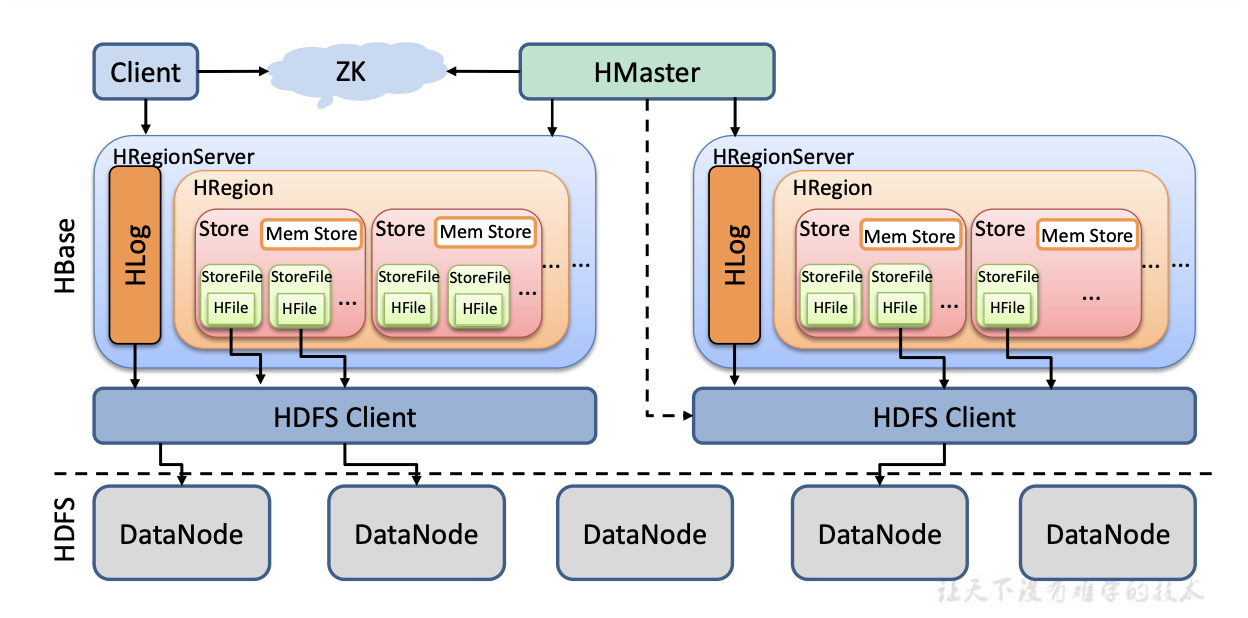 Client
ZK
HMaster
HBase
HRegionServer
HLog
HRegion
Store
Mem Store
StoreFile
HFile
StoreFile
HFile
...
Store
Mem Store
StoreFile
HFile
StoreFile
HFile
...
...
...
HRegionServer
HLog
HRegion
Store
Mem Store
StoreFile
HFile
StoreFile
HFile
...
Store
Mem Store
StoreFile
HFile
...
...
...
HDFS Client
HDFS Client
HDFS
DataNode
DataNode
DataNode
DataNode
DataNode
让天下没有难学的技术